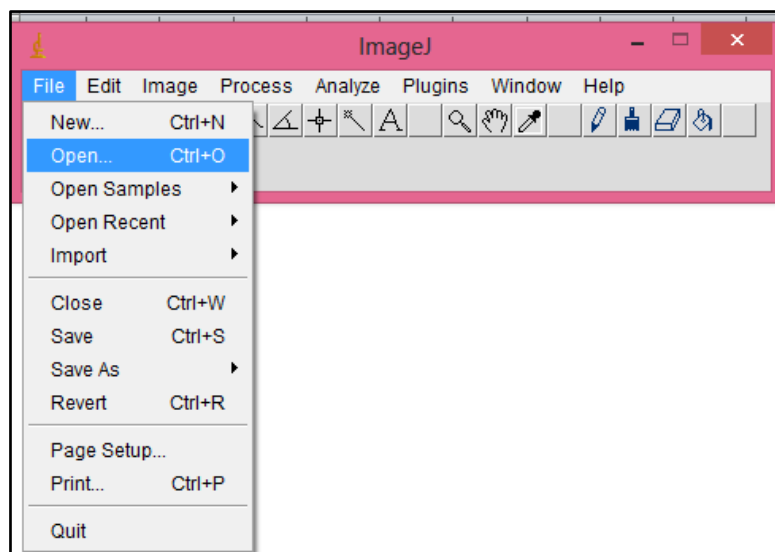 ImageJ
File Edit Image Process Analyze Plugins Window Help
New... Ctrl+N
Open... Ctrl+O
Open Samples
Open Recent
Import
Close Ctrl+W
Save Ctrl+S
Save As
Revert Ctrl+R
Page Setup...
Print... Ctrl+P
Quit